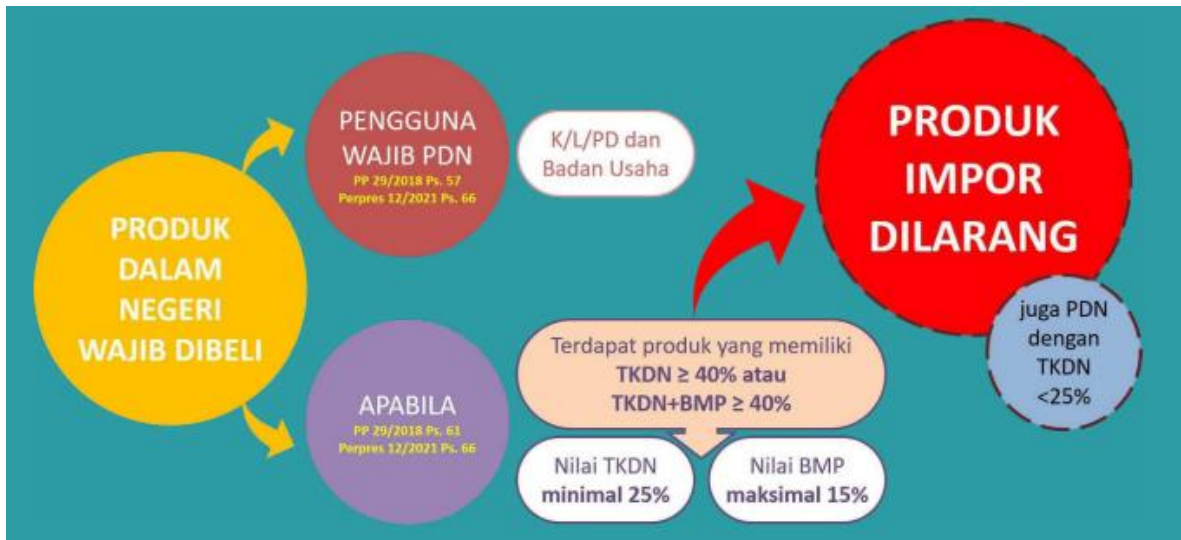 PRODUK
DALAM
NEGERI
WAJIB DIBELI
PENGGUNA
WAJIB PDN
PP 29/2018 Ps. 57
Perpres 12/2021 Ps. 66
K/L/PD dan
Badan Usaha
APABILA
PP 29/2018 Ps. 61
Perpres 12/2021 Ps. 66
Terdapat produk yang memiliki
TKDN ≥ 40% atau
TKDN+BMP ≥ 40%
Nilai TKDN
minimal 25%
Nilai BMP
maksimal 15%
PRODUK
IMPOR
DILARANG
juga PDN
dengan
TKDN
<25%